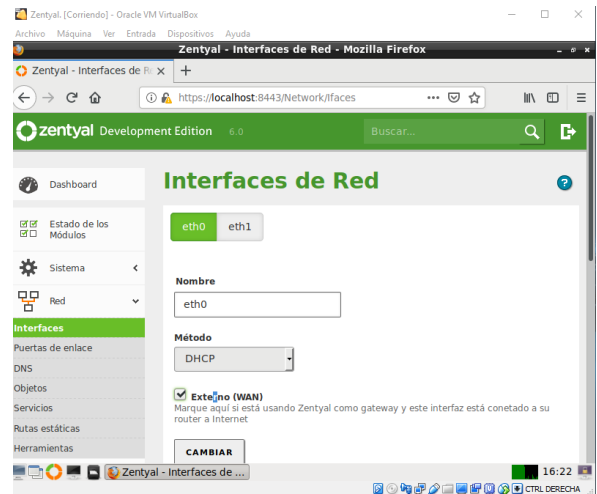 Zentyal. [Corriendo] - Oracle VM VirtualBox
Archivo Máquina Ver Entrada Dispositivos Ayuda
Zentyal - Interfaces de Red - Mozilla Firefox
Zentyal - Interfaces de Re
https://localhost:8443/Network/Ifaces
zentyal Development Edition 6.0
Buscar...
Dashboard
Estado de los
Módulos
Sistema
Red
Interfaces
Puertas de enlace
DNS
Objetos
Servicios
Rutas estáticas
Herramientas
Interfaces de Red
eth0 eth1
Nombre
eth0
Método
DHCP
Externo (WAN)
Marque aquí si está usando Zentyal como gateway y este interfaz está conetado a su
router a Internet
CAMBIAR
Zentyal - Interfaces de ...
16:22
CTRL DERECHA